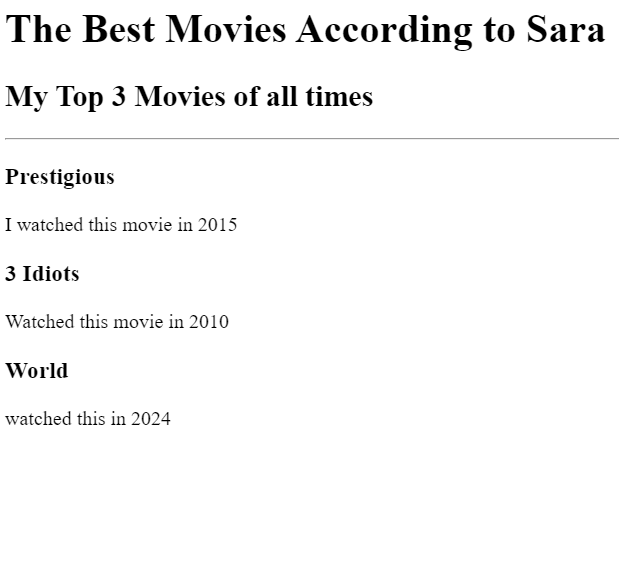 The Best Movies According to Sara
My Top 3 Movies of all times
Prestigious
I watched this movie in 2015
3 Idiots
Watched this movie in 2010
World
watched this in 2024